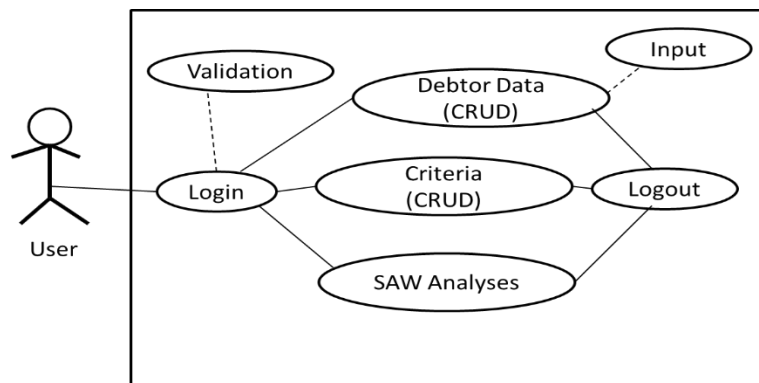 Input
Validation
Debtor Data
(CRUD)
Criteria
(CRUD)
Login
Logout
User
SAW Analyses